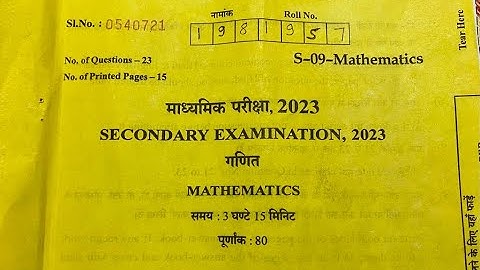 नामांक Roll No.
Sl.No. : 0540721
1 9 8 1 9 5 7
No. of Questions – 23
S–09–Mathematics
No. of Printed Pages – 15
Tear Here
माध्यमिक परीक्षा, 2023
SECONDARY EXAMINATION, 2023
गणित
MATHEMATICS
समय : 3 घण्टे 15 मिनिट
पूर्णांक : 80
के लिए यहाँ फाड़ें